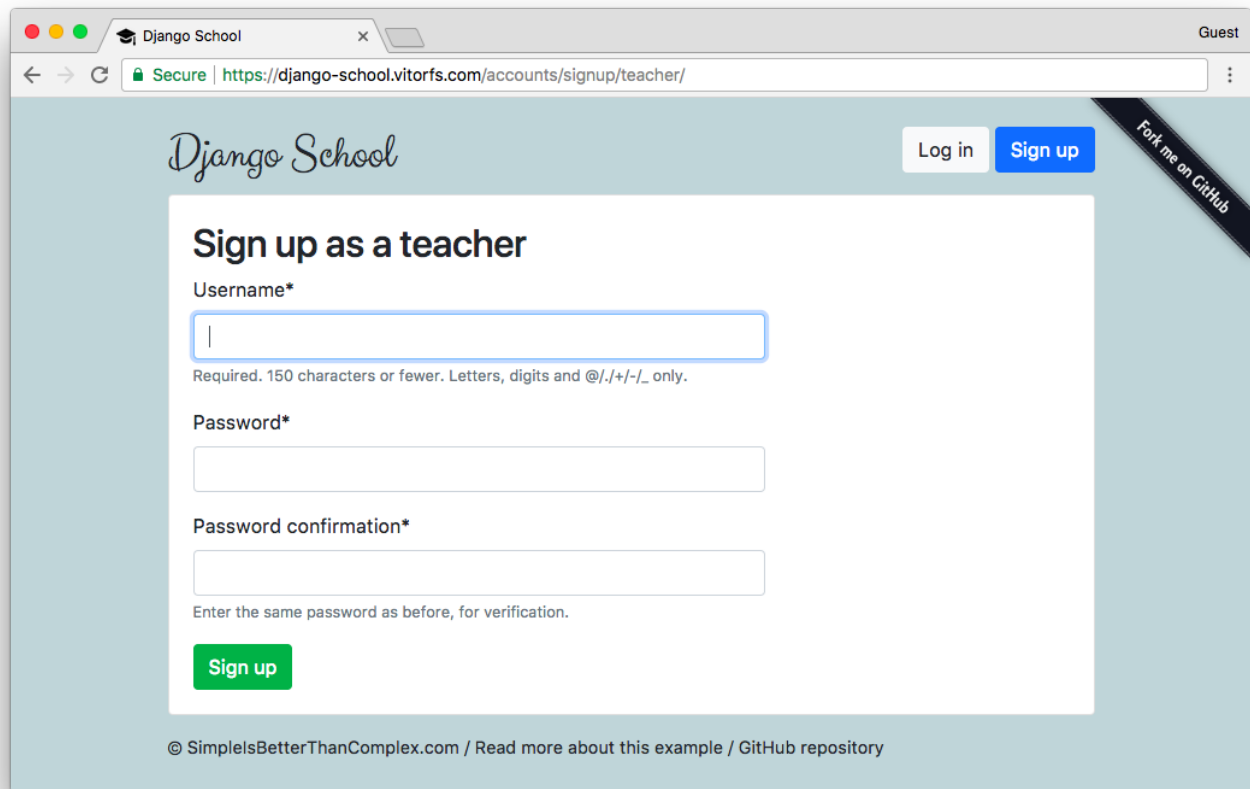 Django School
Guest
Secure https://django-school.vitorfs.com/accounts/signup/teacher/
Django School
Log in
Sign up
Fork me on GitHub
Sign up as a teacher
Username*
Required. 150 characters or fewer. Letters, digits and @/./+/-/_ only.
Password*
Password confirmation*
Enter the same password as before, for verification.
Sign up
© SimpleIsBetterThanComplex.com / Read more about this example / GitHub repository